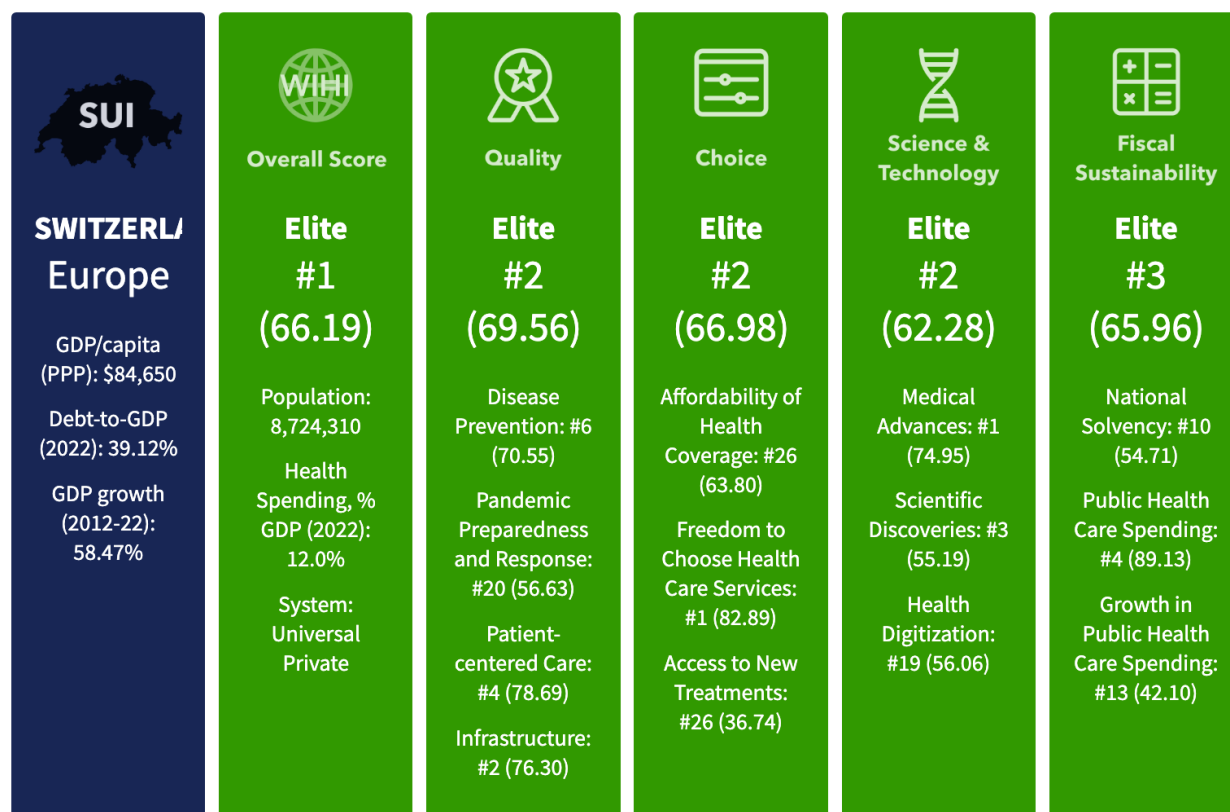 SUI
SWITZERLA
Europe
GDP/capita
(PPP): $84,650
Debt-to-GDP
(2022): 39.12%
GDP growth
(2012-22):
58.47%
WIHI
Overall Score
Elite
#1
(66.19)
Population:
8,724,310
Health
Spending, %
GDP (2022):
12.0%
System:
Universal
Private
Quality
Elite
#2
(69.56)
Disease
Prevention: #6
(70.55)
Pandemic
Preparedness
and Response:
#20 (56.63)
Patient-
centered Care:
#4 (78.69)
Infrastructure:
#2 (76.30)
Choice
Elite
#2
(66.98)
Affordability of
Health
Coverage: #26
(63.80)
Freedom to
Choose Health
Care Services:
#1 (82.89)
Access to New
Treatments:
#26 (36.74)
Science &
Technology
Elite
#2
(62.28)
Medical
Advances: #1
(74.95)
Scientific
Discoveries: #3
(55.19)
Health
Digitization:
#19 (56.06)
Fiscal
Sustainability
Elite
#3
(65.96)
National
Solvency: #10
(54.71)
Public Health
Care Spending:
#4 (89.13)
Growth in
Public Health
Care Spending:
#13 (42.10)